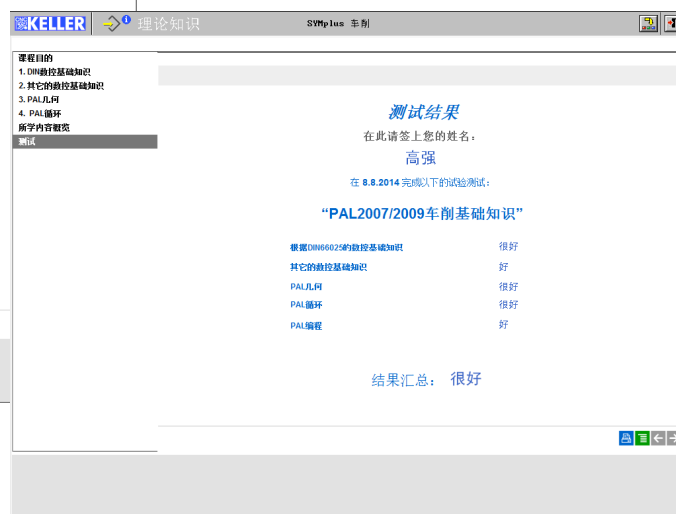 KELLER 理论知识 SYMplus 车削
课程目的
1. DIN数控基础知识
2. 其它的数控基础知识
3. PAL几何
4. PAL循环
所学内容概览
测试
测试结果
在此请签上您的姓名：
高强
在 8.8.2014 完成以下的试验测试：
“PAL2007/2009车削基础知识”
根据DIN66025的数控基础知识 很好
其它的数控基础知识 好
PAL几何 很好
PAL循环 很好
PAL编程 好
结果汇总： 很好